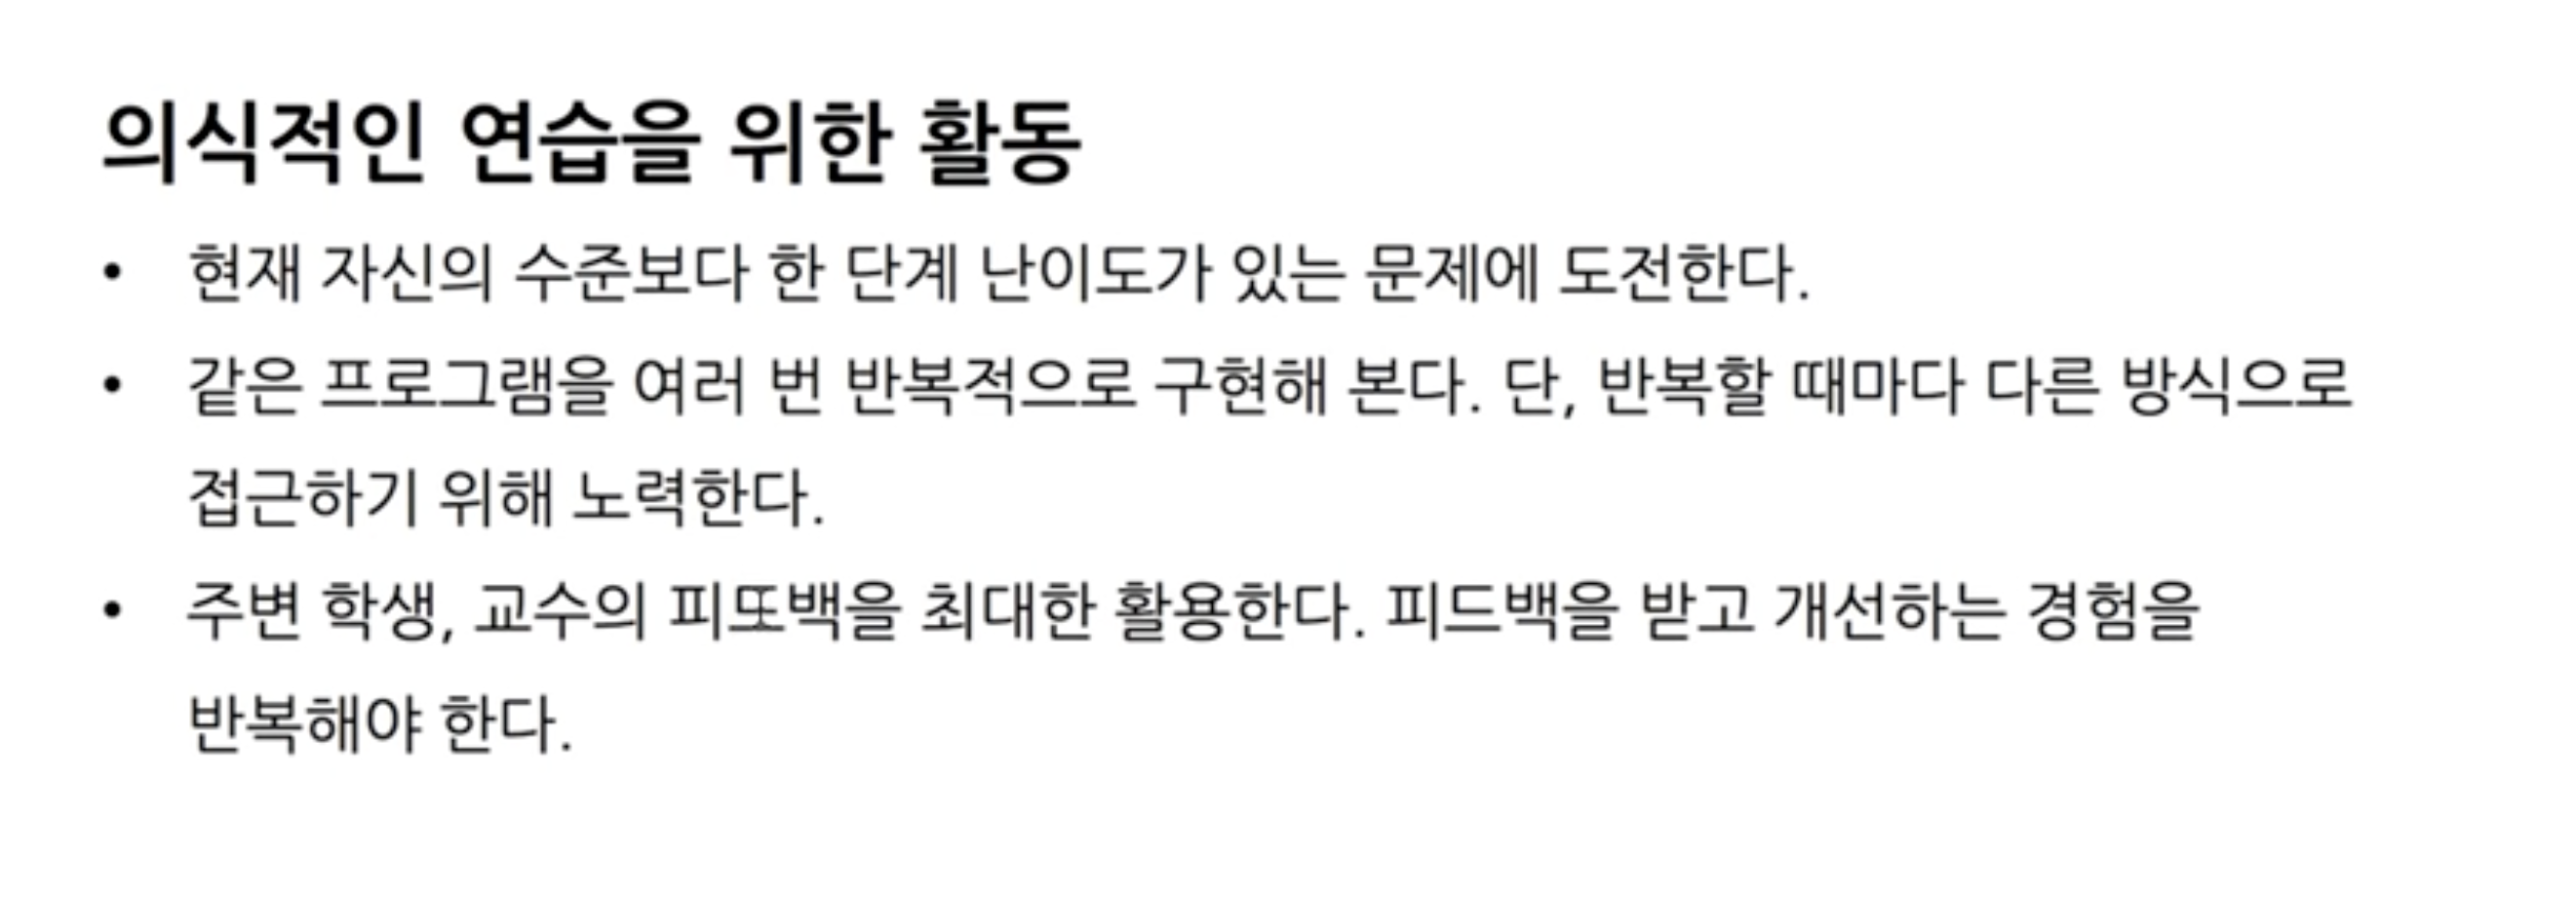 의식적인 연습을 위한 활동
• 현재 자신의 수준보다 한 단계 난이도가 있는 문제에 도전한다.
• 같은 프로그램을 여러 번 반복적으로 구현해 본다. 단, 반복할 때마다 다른 방식으로
접근하기 위해 노력한다.
• 주변 학생, 교수의 피또백을 최대한 활용한다. 피드백을 받고 개선하는 경험을
반복해야 한다.